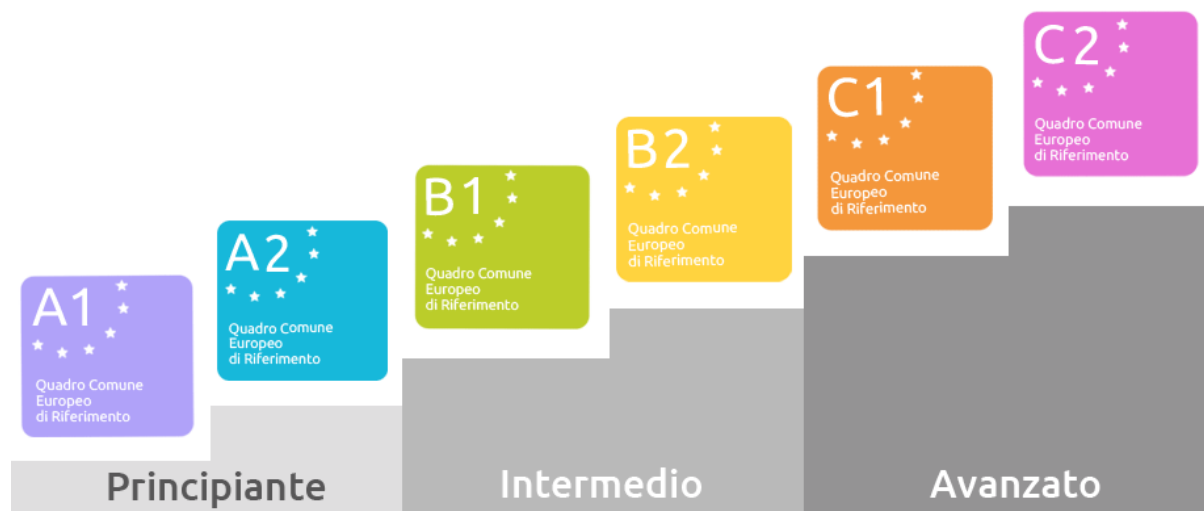 A1
Quadro Comune
Europeo
di Riferimento
A2
Quadro Comune
Europeo
di Riferimento
B1
Quadro Comune
Europeo
di Riferimento
B2
Quadro Comune
Europeo
di Riferimento
C1
Quadro Comune
Europeo
di Riferimento
C2
Quadro Comune
Europeo
di Riferimento
Principiante
Intermedio
Avanzato